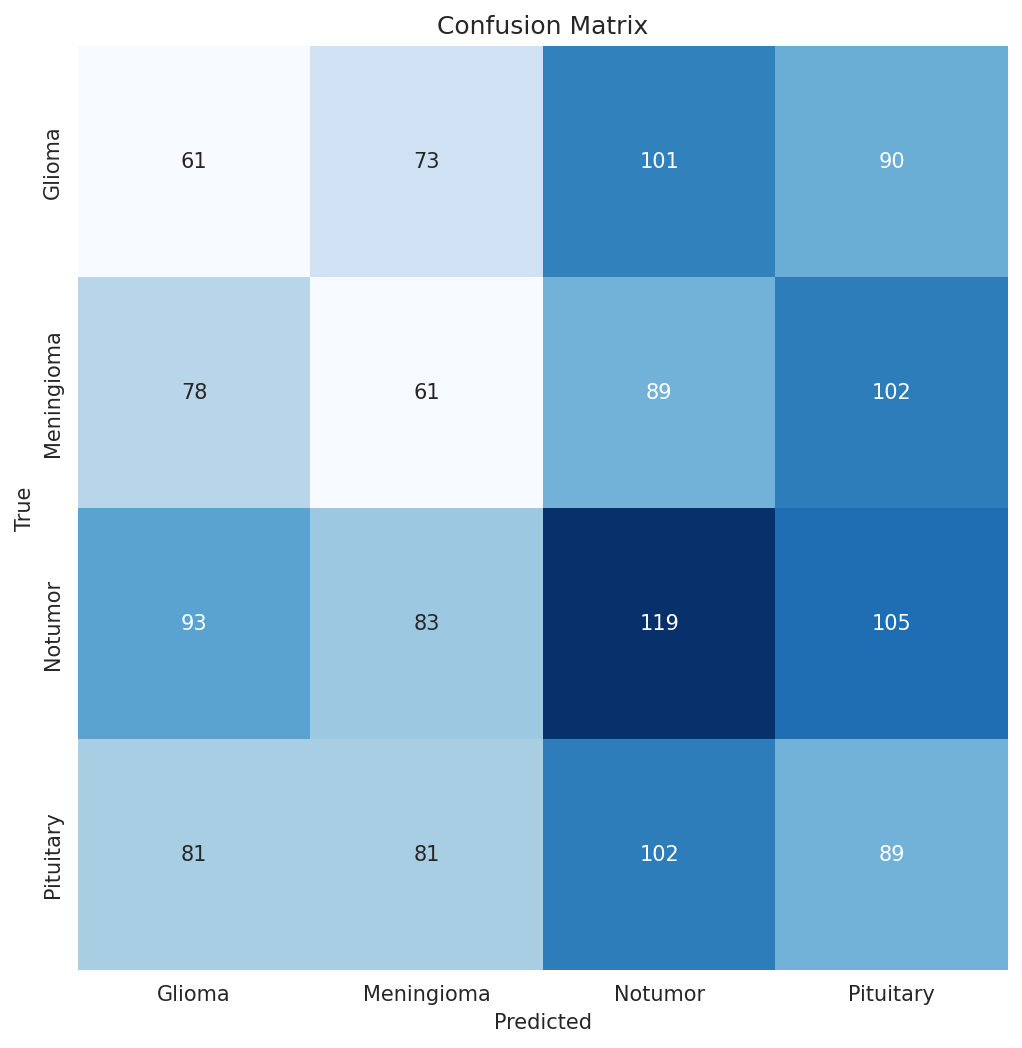 Confusion Matrix
True
Glioma
61 73 101 90
Meningioma
78 61 89 102
Notumor
93 83 119 105
Pituitary
81 81 102 89
Glioma Meningioma Notumor Pituitary
Predicted